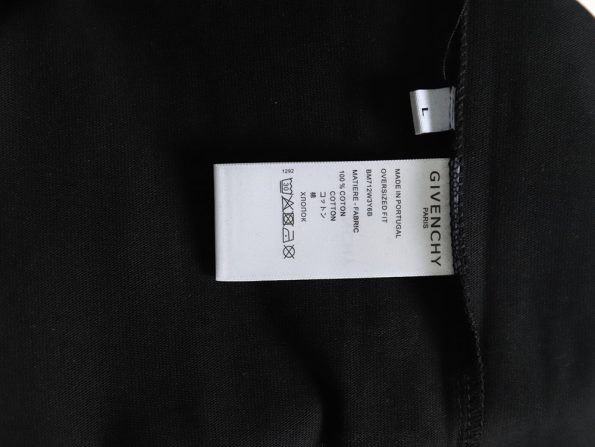 L
GIVENCHY
PARIS
MADE IN PORTUGAL
OVERSIZED FIT
BM712W3Y6B
MATIERE - FABRIC
100 % COTON
COTTON
コットン
棉
ХЛОПОК
30
1292